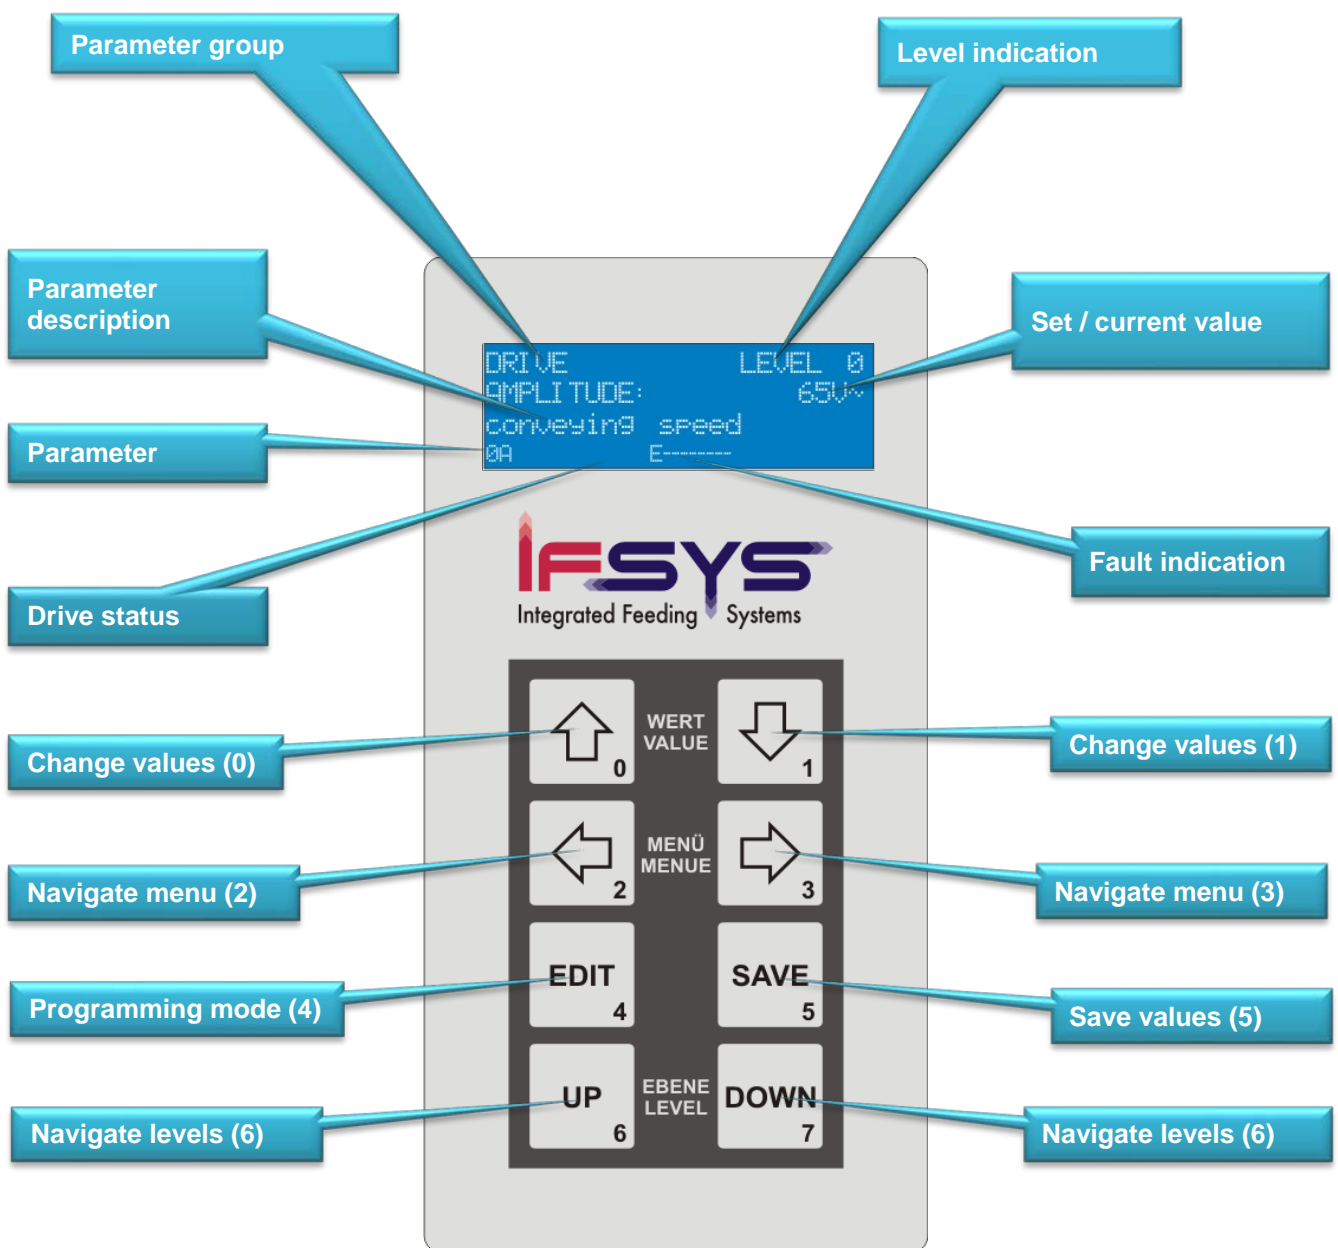 Parameter group
Level indication
Parameter
description
Set / current value
DRIVE LEVEL 0
AMPLITUDE: 65V~
conveying speed
0A E--------
Parameter
Fault indication
Drive status
IFSYS
Integrated Feeding Systems
WERT
VALUE
0
1
Change values (0)
Change values (1)
MENÜ
MENUE
2
3
Navigate menu (2)
Navigate menu (3)
EDIT
4
SAVE
5
Programming mode (4)
Save values (5)
UP
6
EBENE
LEVEL
DOWN
7
Navigate levels (6)
Navigate levels (6)